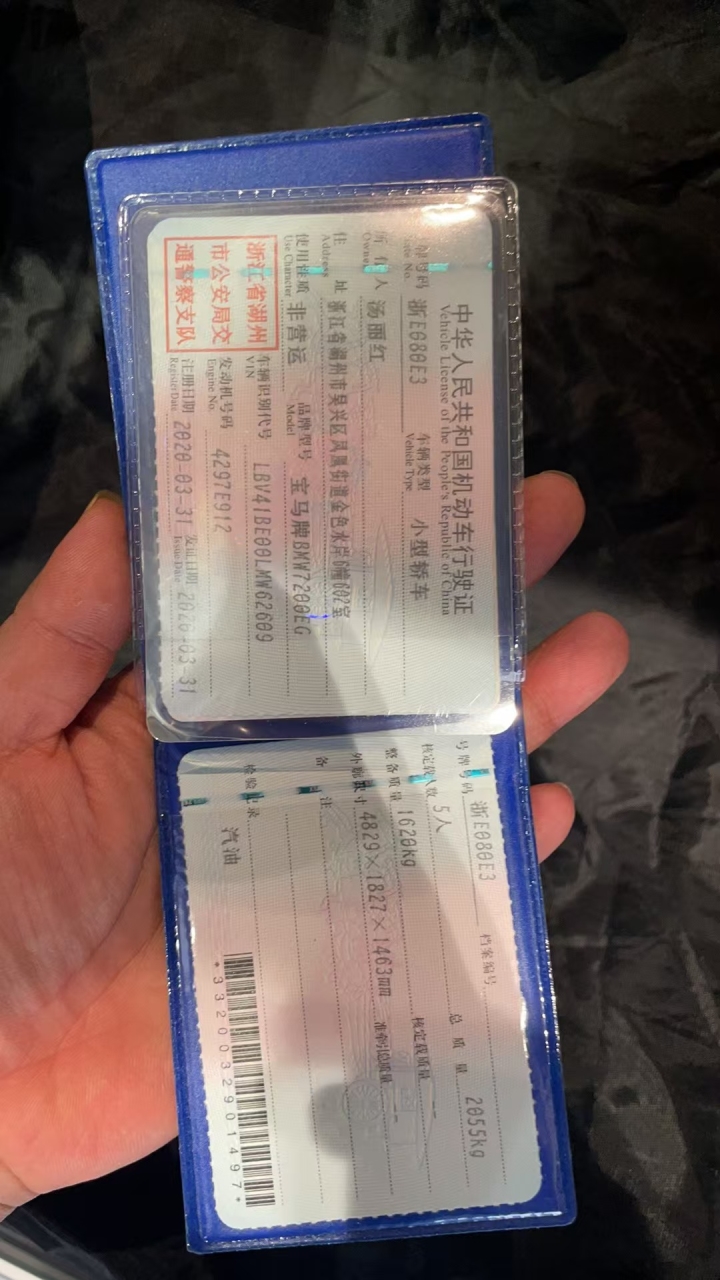 中华人民共和国机动车行驶证
Vehicle License of the People's Republic of China
号码 浙E080E3 车辆类型 小型轿车
Plate No. Vehicle Type
所有人 汤丽红
Owner
住址 浙江省湖州市吴兴区凤凰街道金色水岸6幢602室
Address
使用性质 非营运 品牌型号 宝马牌BMW7200EG
Use Character Model
浙江省湖州
市公安局交
通警察支队
车辆识别代号 LBV41BE00LMW62609
VIN
发动机号码 4297E912
Engine No.
注册日期 2020-03-31 发证日期 2020-03-31
Register Date Issue Date
号牌号码 浙E080E3 档案编号
核定载人数 5人 总质量 2055kg
整备质量 1620kg 核定载质量 --
外廓尺寸 4829×1827×1463mm 准牵引总质量 --
备注
检验记录
汽油
*3320032901497*